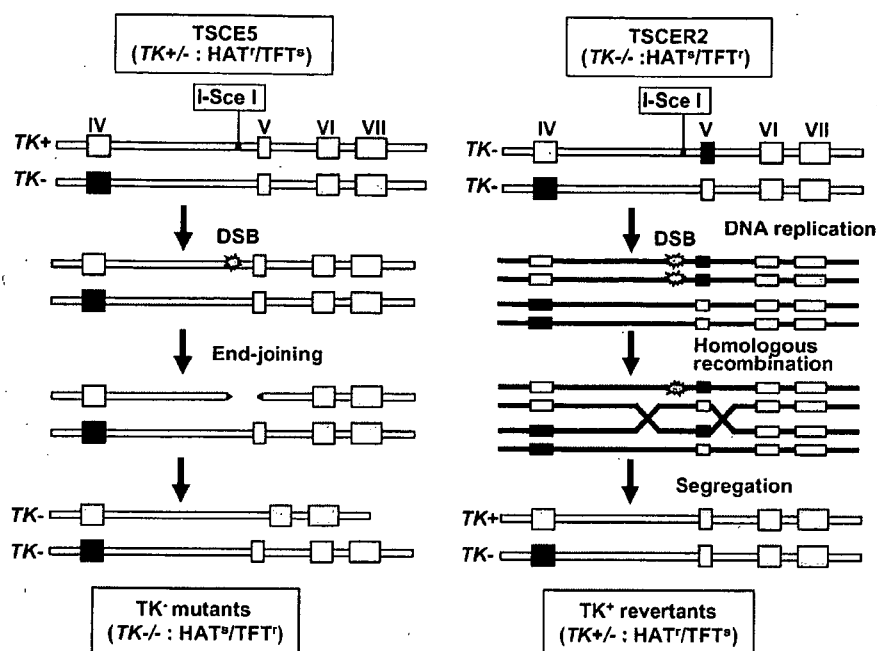 TSCE5
(TK+/- : HATʳ/TFTˢ)
I-Sce I
IV V VI VII
TK+
TK-
DSB
End-joining
TK-
TK-
TK⁻ mutants
(TK-/- : HATˢ/TFTʳ)
TSCER2
(TK-/- :HATˢ/TFTʳ)
I-Sce I
IV V VI VII
TK-
TK-
DNA replication
DSB
Homologous
recombination
Segregation
TK+
TK-
TK⁺ revertants
(TK+/- : HATʳ/TFTˢ)